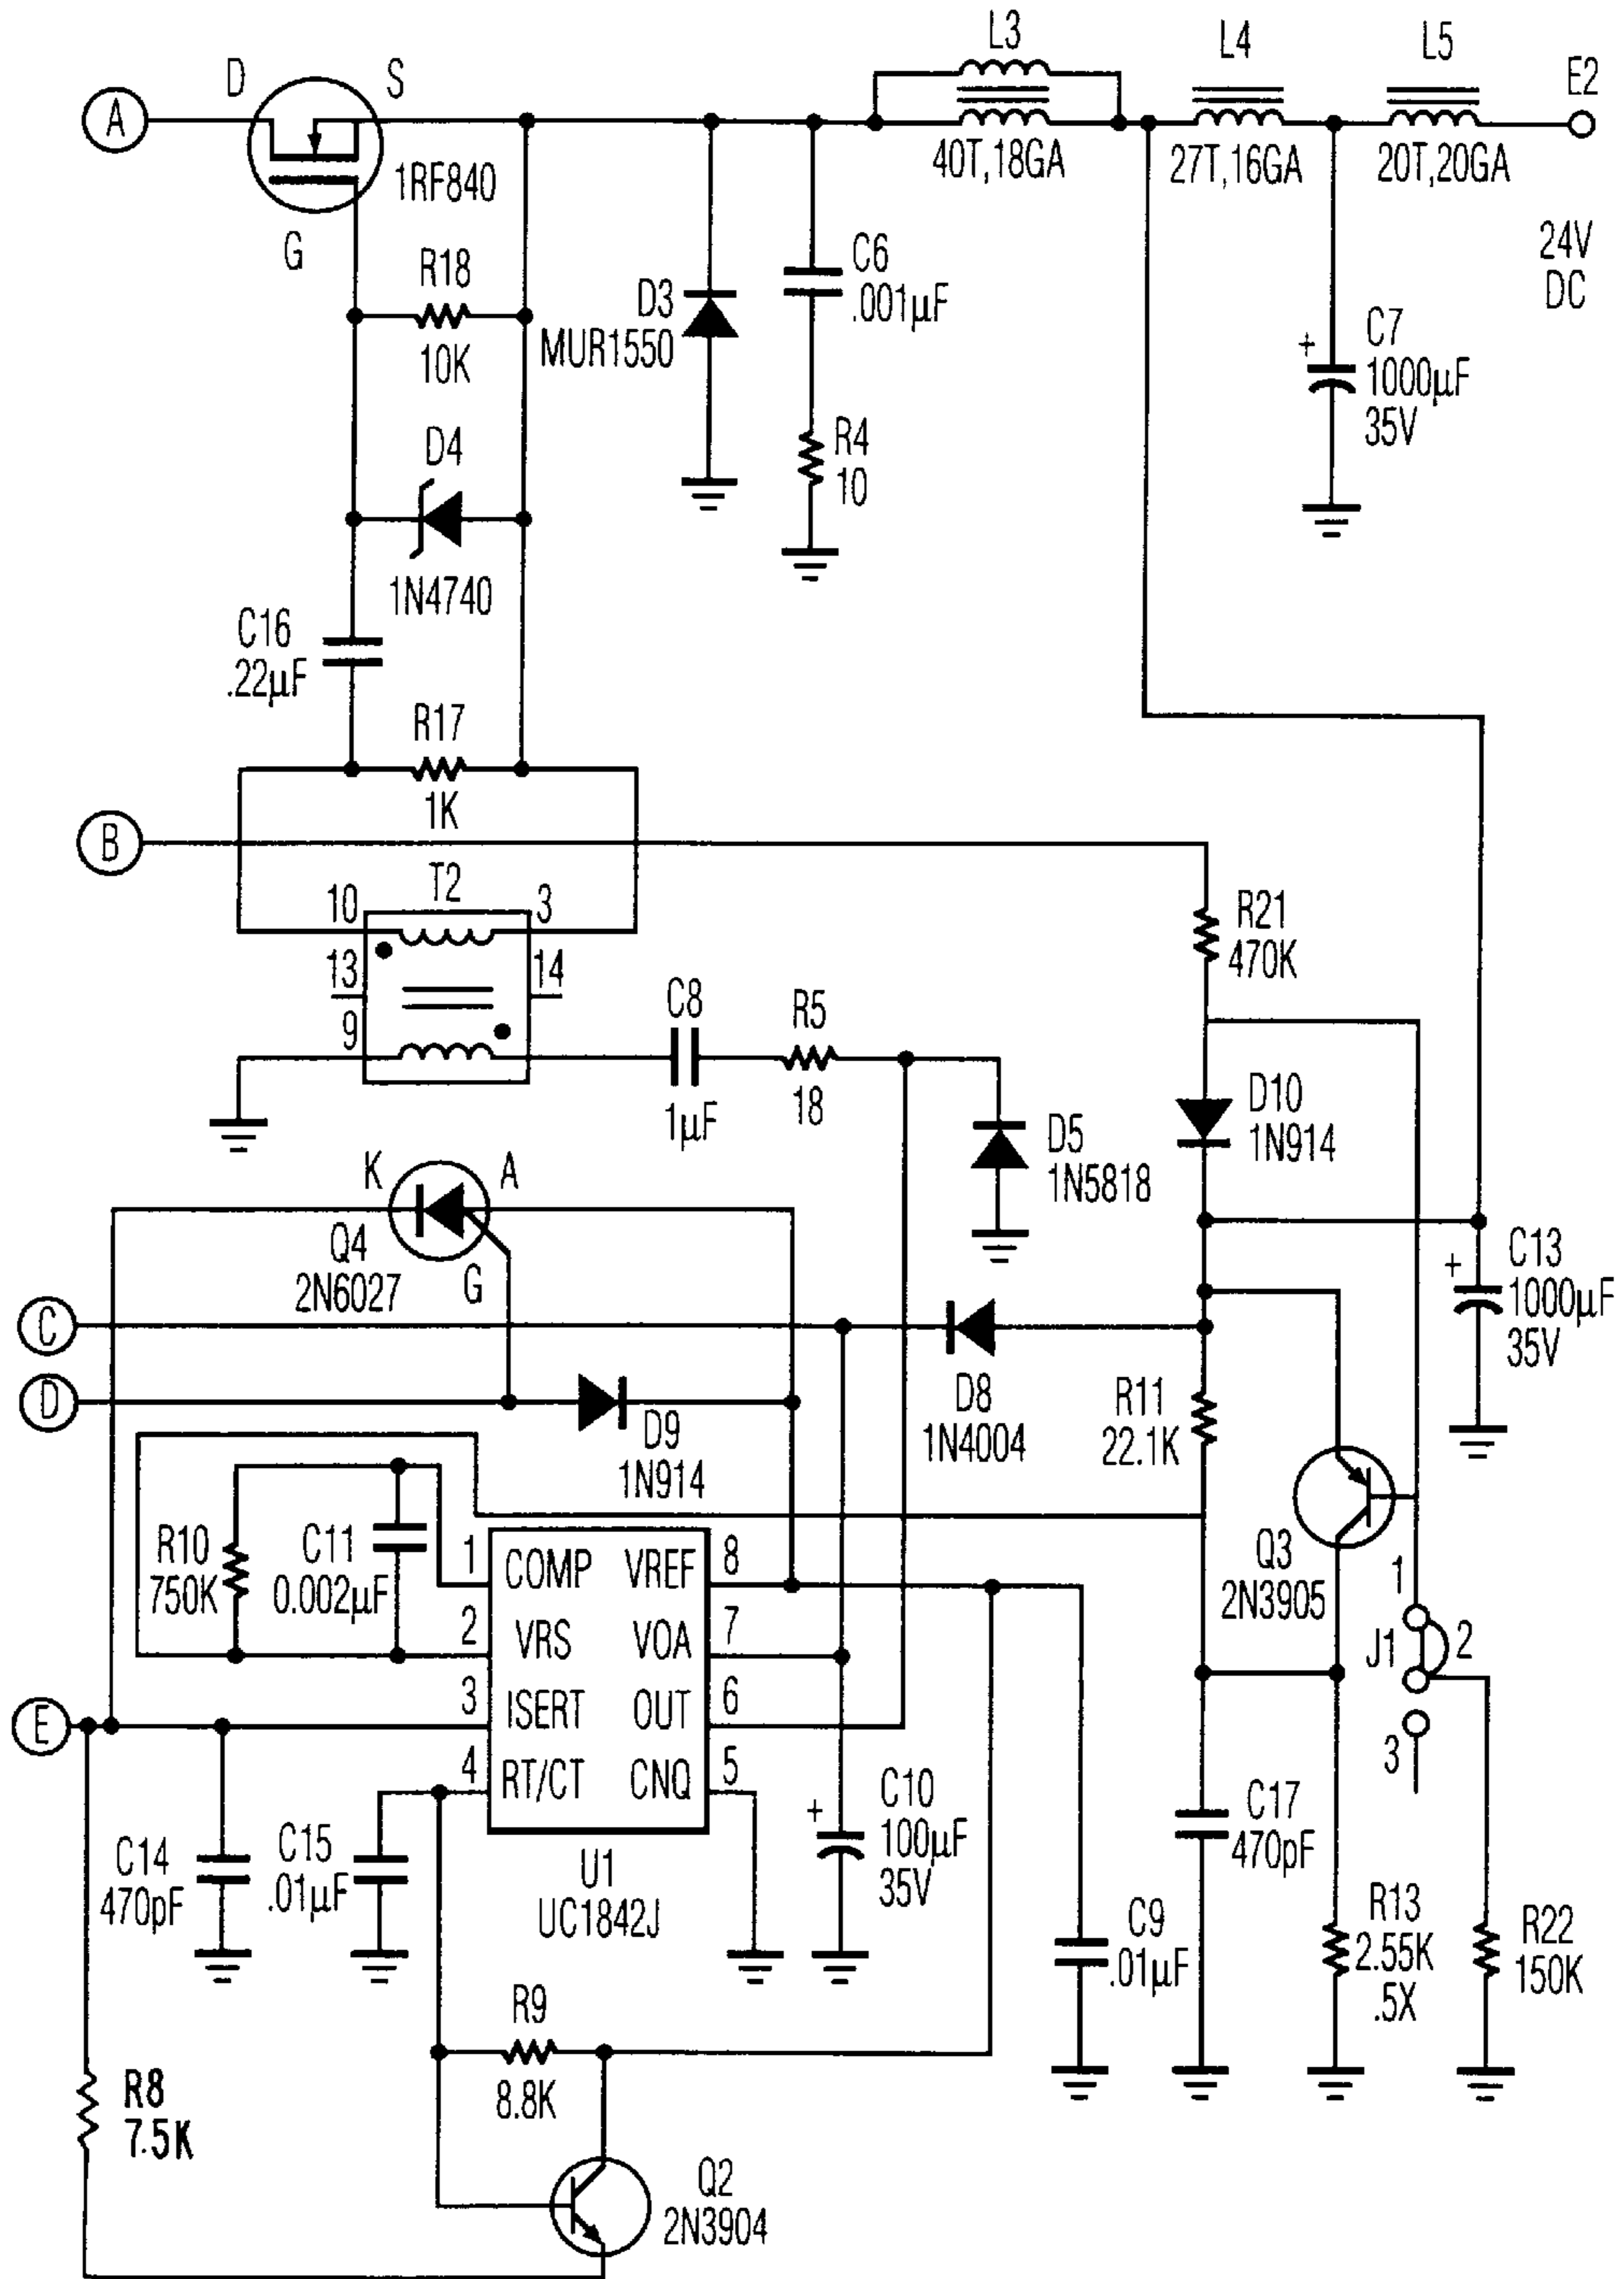 L3
L4
L5
E2
D
S
A
1RF840
40T,18GA
27T,16GA
20T,20GA
G
24V
DC
R18
10K
D3
MUR1550
C6
.001µF
C7
+
1000µF
35V
R4
10
D4
1N4740
C16
.22µF
R17
1K
B
T2
10
3
13
14
9
R21
470K
C8
1µF
R5
18
D10
1N914
D5
1N5818
K
A
Q4
2N6027
G
C13
+
1000µF
35V
C
D
D8
1N4004
R11
22.1K
D9
1N914
R10
750K
C11
0.002µF
1
COMP
VREF
8
2
VRS
VOA
7
3
ISERT
OUT
6
4
RT/CT
CNQ
5
U1
UC1842J
Q3
2N3905
1
J1
2
3
E
C14
470pF
C15
.01µF
+
C10
100µF
35V
C17
470pF
C9
.01µF
R13
2.55K
.5X
R22
150K
R9
8.8K
R8
7.5K
Q2
2N3904